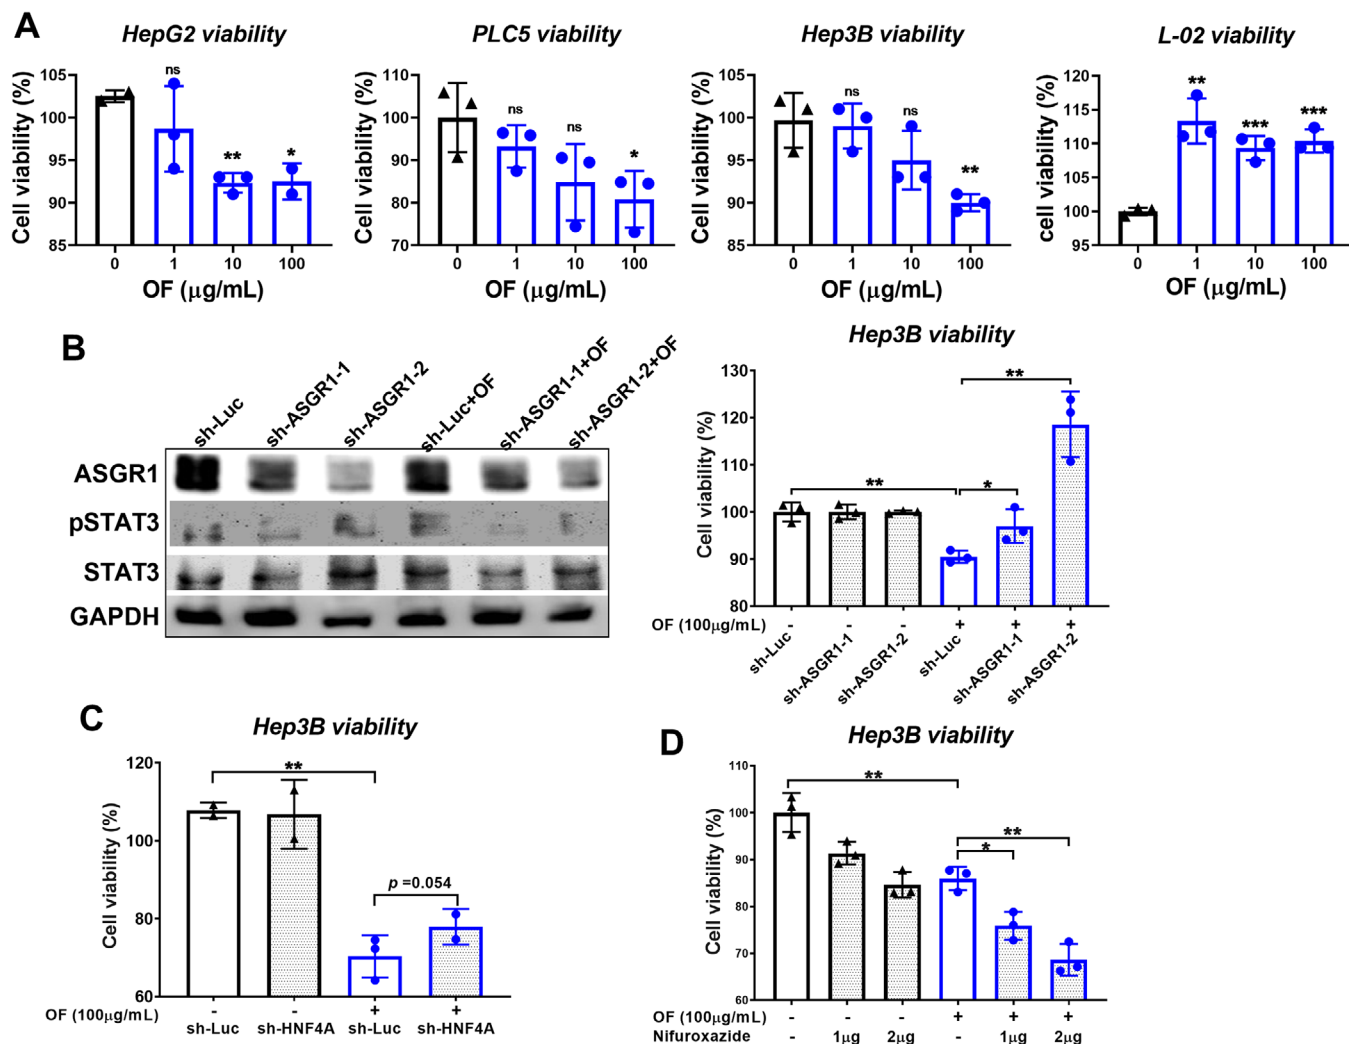 A
HepG2 viability
PLC5 viability
Hep3B viability
L-02 viability
Cell viability (%)
105
100
95
90
85
ns
**
*
0 1 10 100
OF (µg/mL)
Cell viability (%)
110
100
90
80
70
ns
ns
*
0 1 10 100
OF (µg/mL)
Cell viability (%)
105
100
95
90
85
ns
ns
**
0 1 10 100
OF (µg/mL)
cell viability (%)
120
115
110
105
100
95
**
***
***
0 1 10 100
OF (µg/mL)
B
sh-Luc
sh-ASGR1-1
sh-ASGR1-2
sh-Luc+OF
sh-ASGR1-1+OF
sh-ASGR1-2+OF
ASGR1
pSTAT3
STAT3
GAPDH
Hep3B viability
Cell viability (%)
130
120
110
100
90
80
**
**
*
OF (100µg/mL) - - - + + +
sh-Luc
sh-ASGR1-1
sh-ASGR1-2
sh-Luc
sh-ASGR1-1
sh-ASGR1-2
C
Hep3B viability
Cell viability (%)
120
100
80
60
**
p =0.054
OF (100µg/mL) - - + +
sh-Luc sh-HNF4A sh-Luc sh-HNF4A
D
Hep3B viability
Cell viability (%)
110
100
90
80
70
60
**
**
*
OF (100µg/mL) - - - + + +
Nifuroxazide - 1µg 2µg - 1µg 2µg